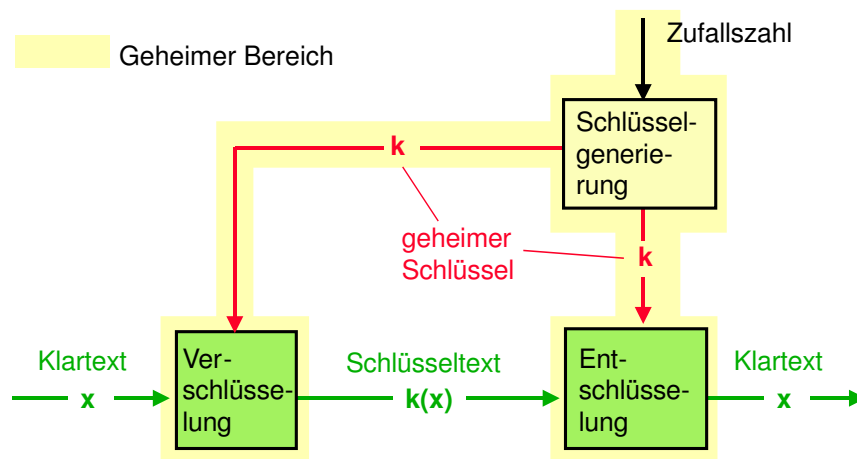 Zufallszahl
Geheimer Bereich
Schlüssel-
generie-
rung
k
geheimer
Schlüssel
k
Klartext
x
Ver-
schlüsse-
lung
Schlüsseltext
k(x)
Ent-
schlüsse-
lung
Klartext
x